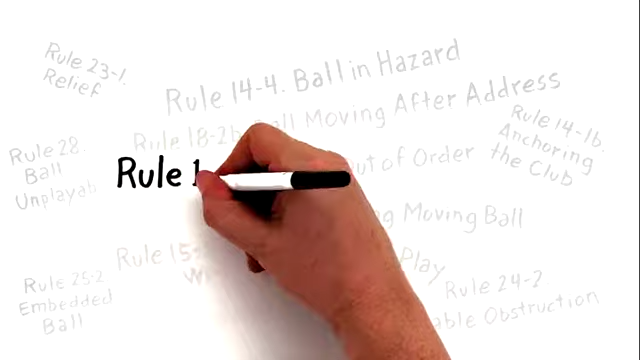 Rule 23-1.
Relief
Rule 14-4. Ball in Hazard
Rule 18-2b. Ball Moving After Address
Rule 14-1b.
Anchoring
the Club
Rule 28.
Ball
Unplayab
Rule 1
Out of Order
Moving Ball
Rule 15
Play
Rule 25-2
Embedded
Ball
Rule 24-2.
able Obstruction